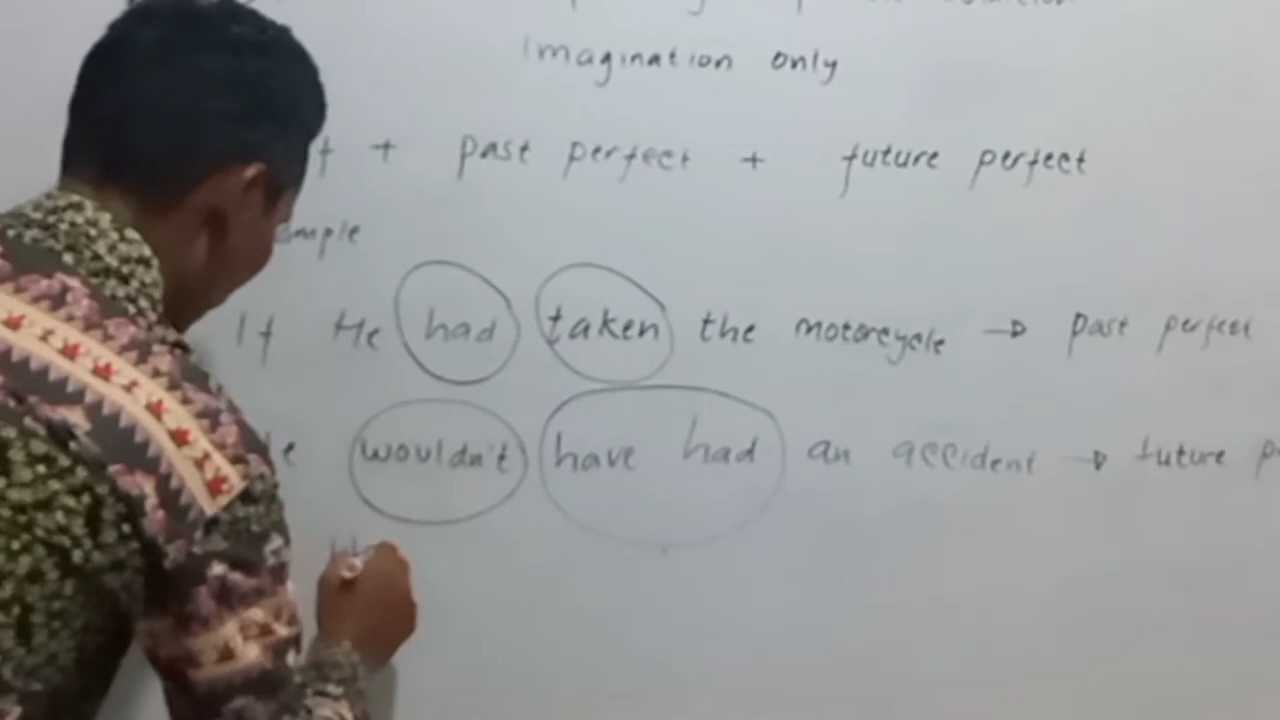 Imagination only
+ past perfect + future perfect
If He had taken the motorcycle → past perfect
wouldn't have had an accident → future